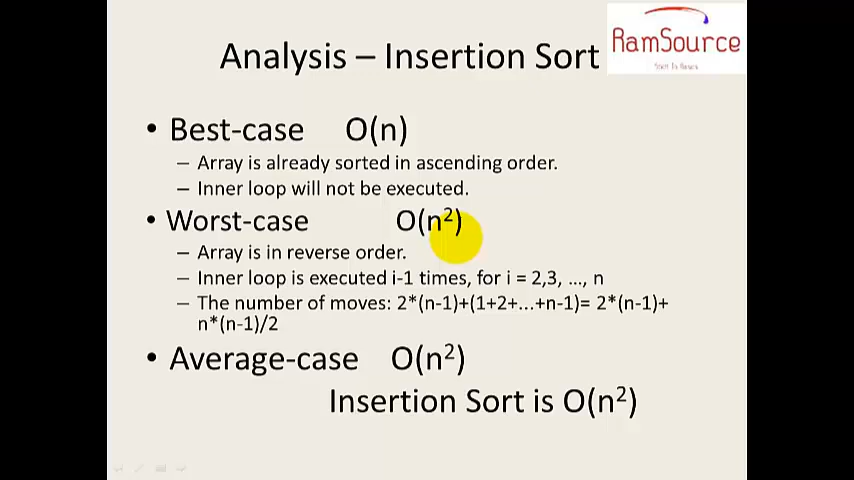 RamSource
Analysis – Insertion Sort
• Best-case O(n)
– Array is already sorted in ascending order.
– Inner loop will not be executed.
• Worst-case O(n²)
– Array is in reverse order.
– Inner loop is executed i-1 times, for i = 2,3, ..., n
– The number of moves: 2*(n-1)+(1+2+...+n-1)= 2*(n-1)+
n*(n-1)/2
• Average-case O(n²)
Insertion Sort is O(n²)